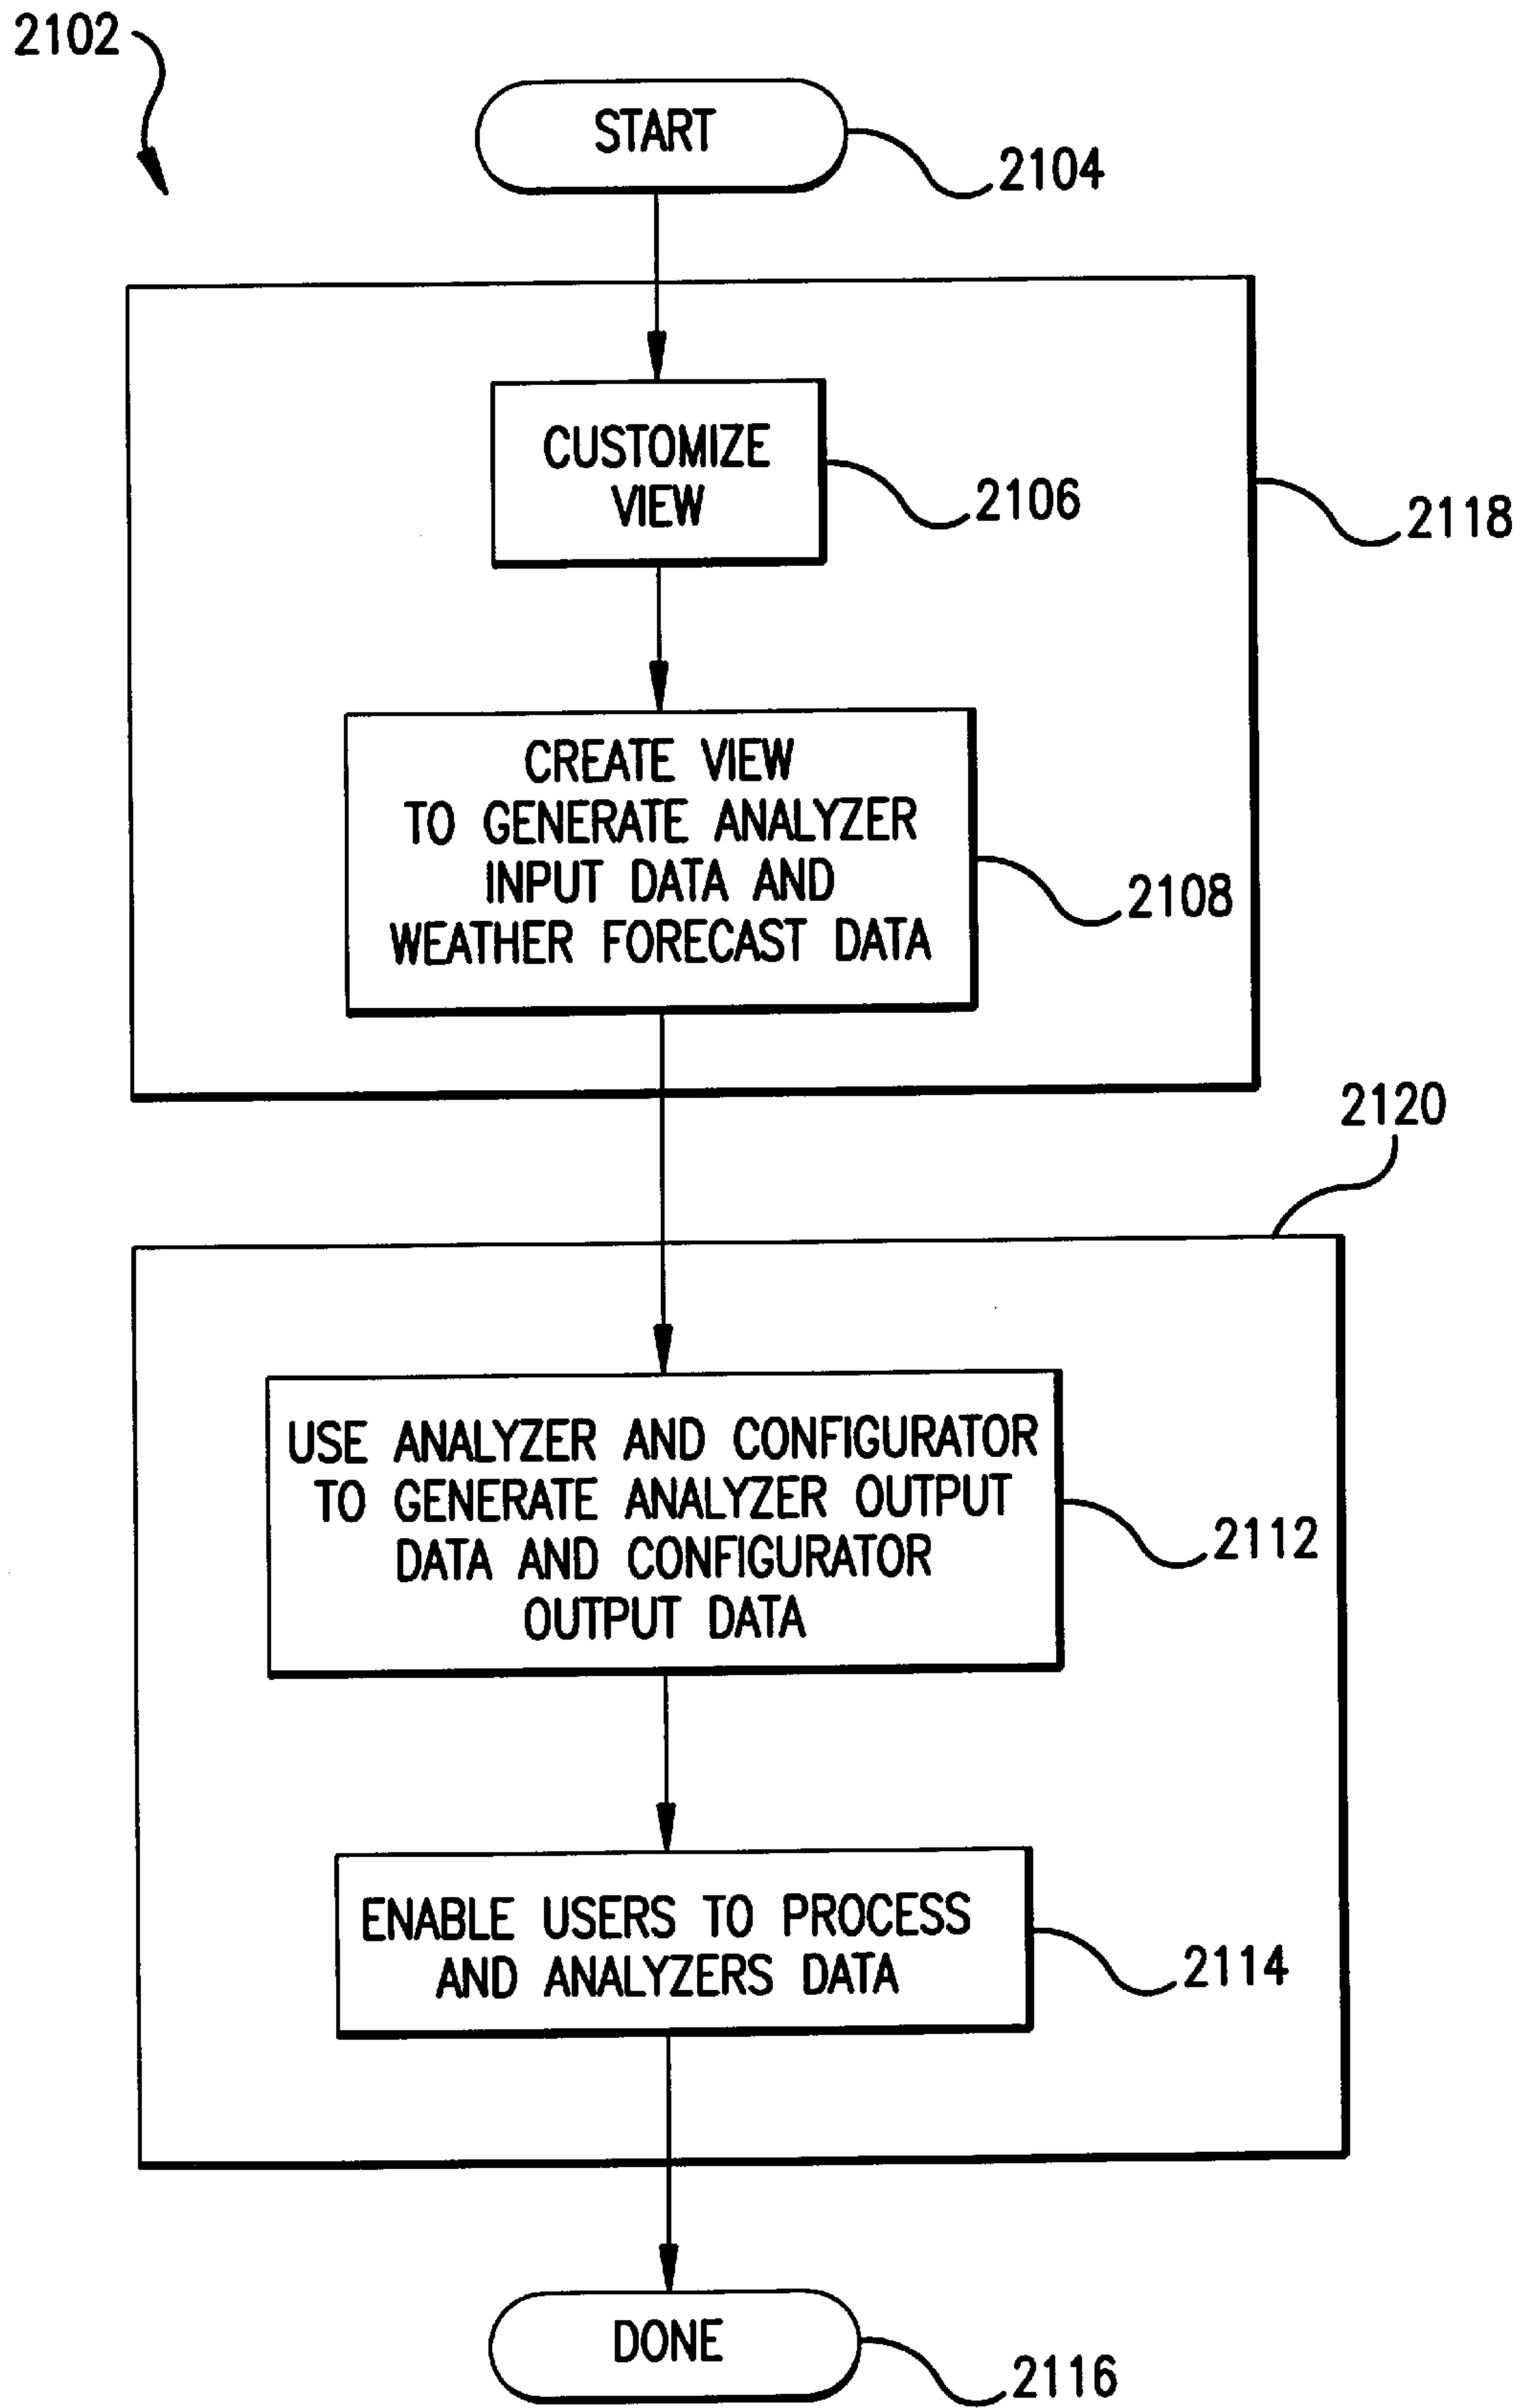 2102
START
2104
CUSTOMIZE
VIEW
2106
2118
CREATE VIEW
TO GENERATE ANALYZER
INPUT DATA AND
WEATHER FORECAST DATA
2108
2120
USE ANALYZER AND CONFIGURATOR
TO GENERATE ANALYZER OUTPUT
DATA AND CONFIGURATOR
OUTPUT DATA
2112
ENABLE USERS TO PROCESS
AND ANALYZERS DATA
2114
DONE
2116